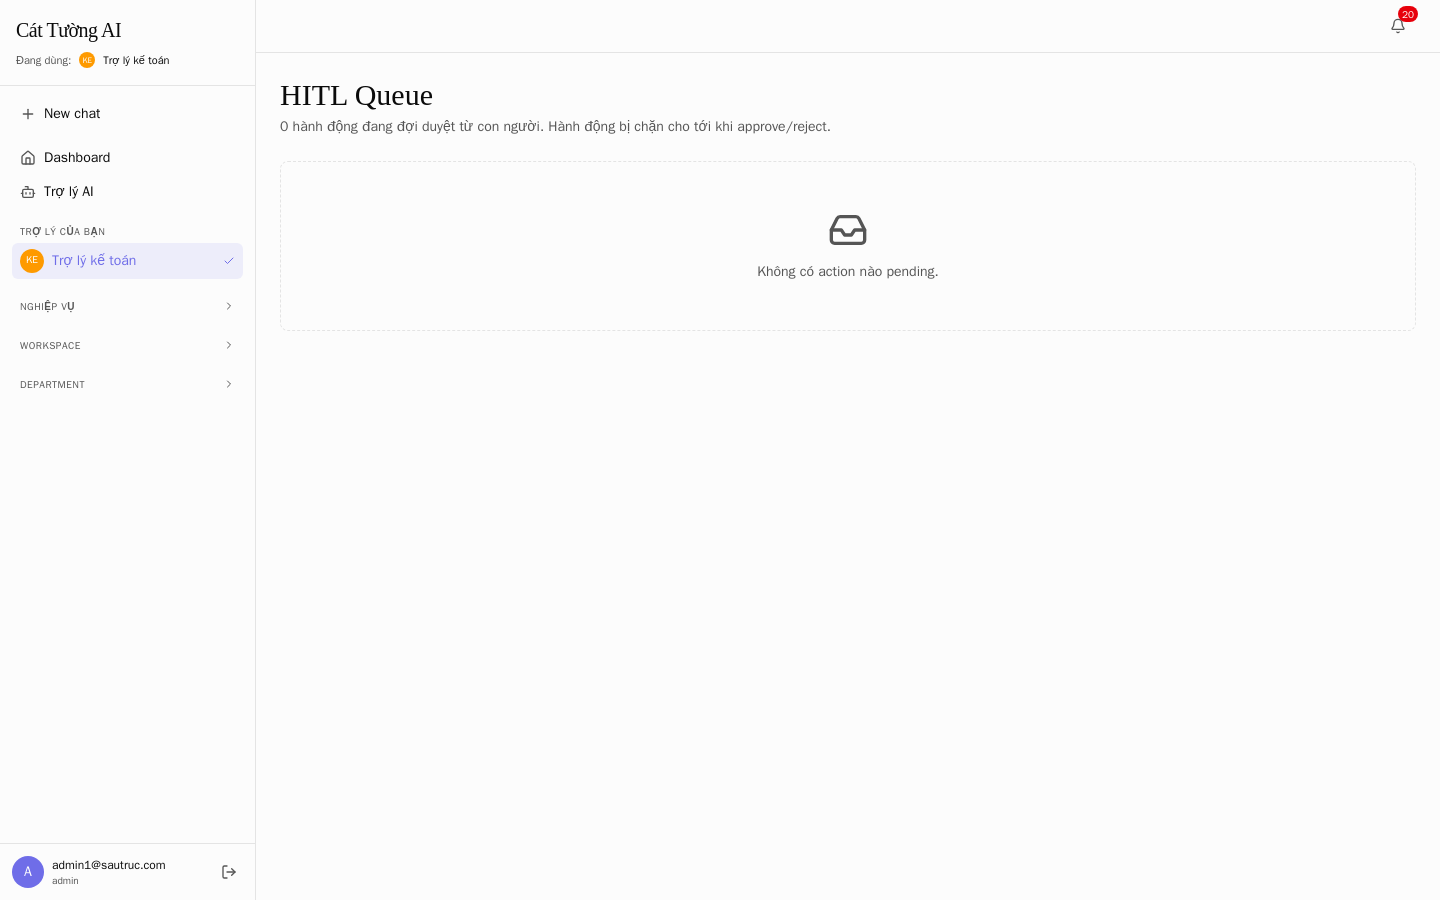 Cát Tường AI
Đang dùng: KE Trợ lý kế toán
New chat
Dashboard
Trợ lý AI
TRỢ LÝ CỦA BẠN
KE Trợ lý kế toán
NGHIỆP VỤ
WORKSPACE
DEPARTMENT
A
admin1@sautruc.com
admin
20
HITL Queue
0 hành động đang đợi duyệt từ con người. Hành động bị chặn cho tới khi approve/reject.
Không có action nào pending.